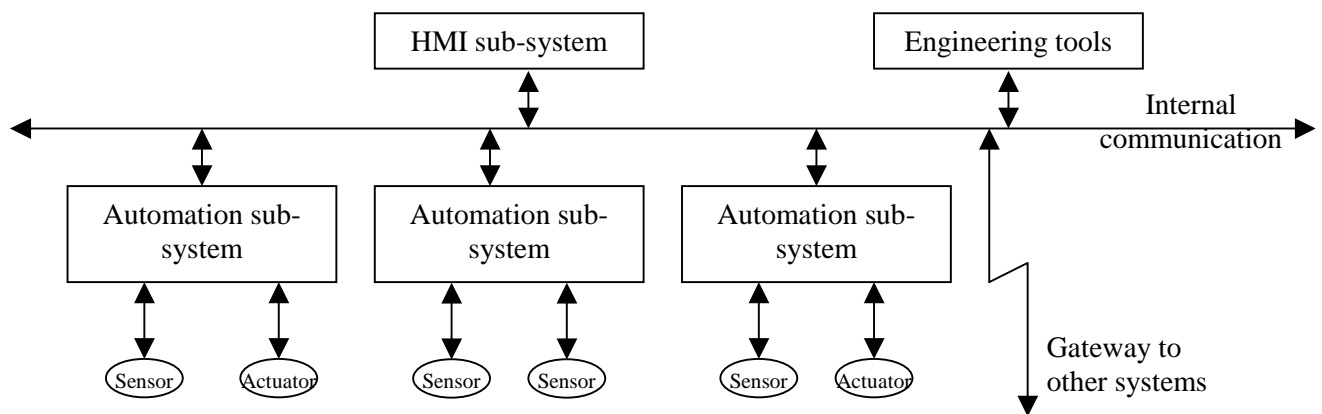 HMI sub-system
Engineering tools
Internal
communication
Automation sub-
system
Automation sub-
system
Automation sub-
system
Sensor
Actuator
Sensor
Sensor
Sensor
Actuator
Gateway to
other systems